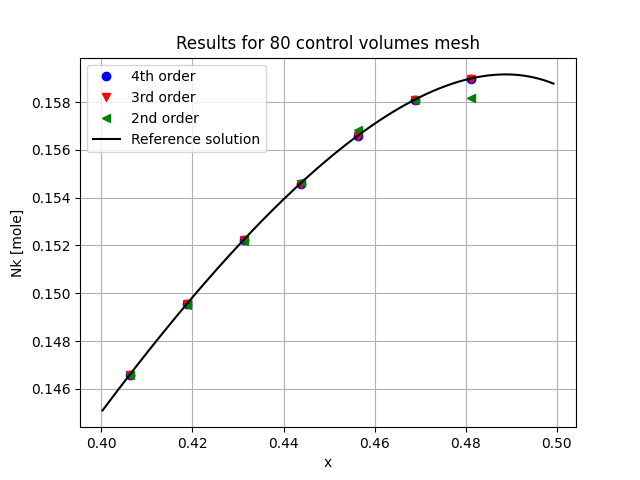 Results for 80 control volumes mesh
4th order
3rd order
2nd order
Reference solution
0.158
0.156
0.154
0.152
0.150
0.148
0.146
Nk [mole]
0.40 0.42 0.44 0.46 0.48 0.50
x